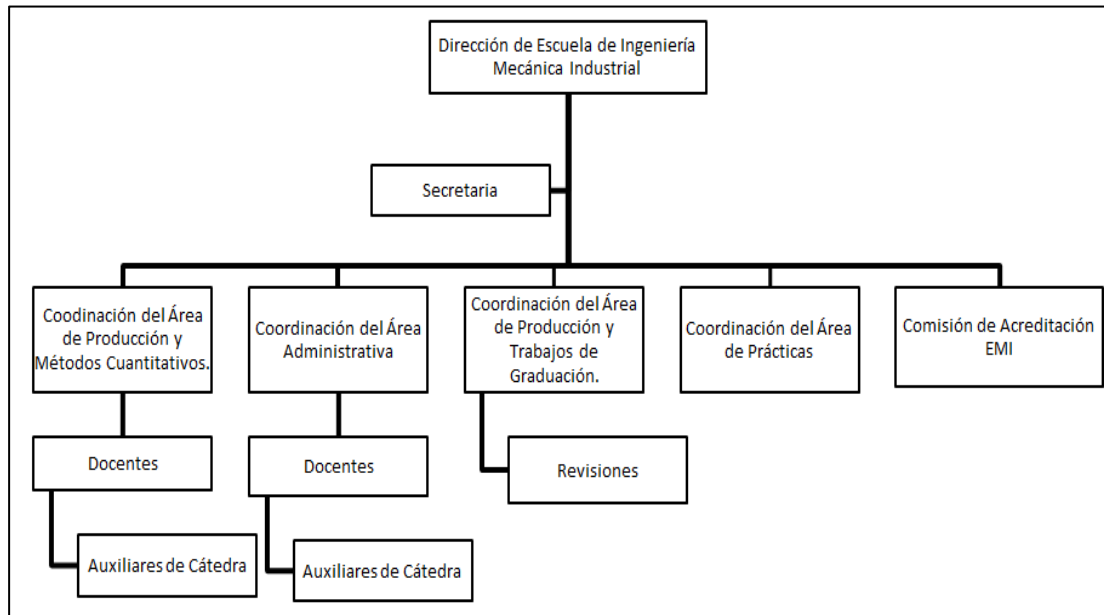 Dirección de Escuela de Ingeniería
Mecánica Industrial
Secretaria
Coodinación del Área
de Producción y
Métodos Cuantitativos.
Coordinación del Área
Administrativa
Coordinación del Área
de Producción y
Trabajos de
Graduación.
Coordinación del Área
de Prácticas
Comisión de Acreditación
EMI
Docentes
Docentes
Revisiones
Auxiliares de Cátedra
Auxiliares de Cátedra